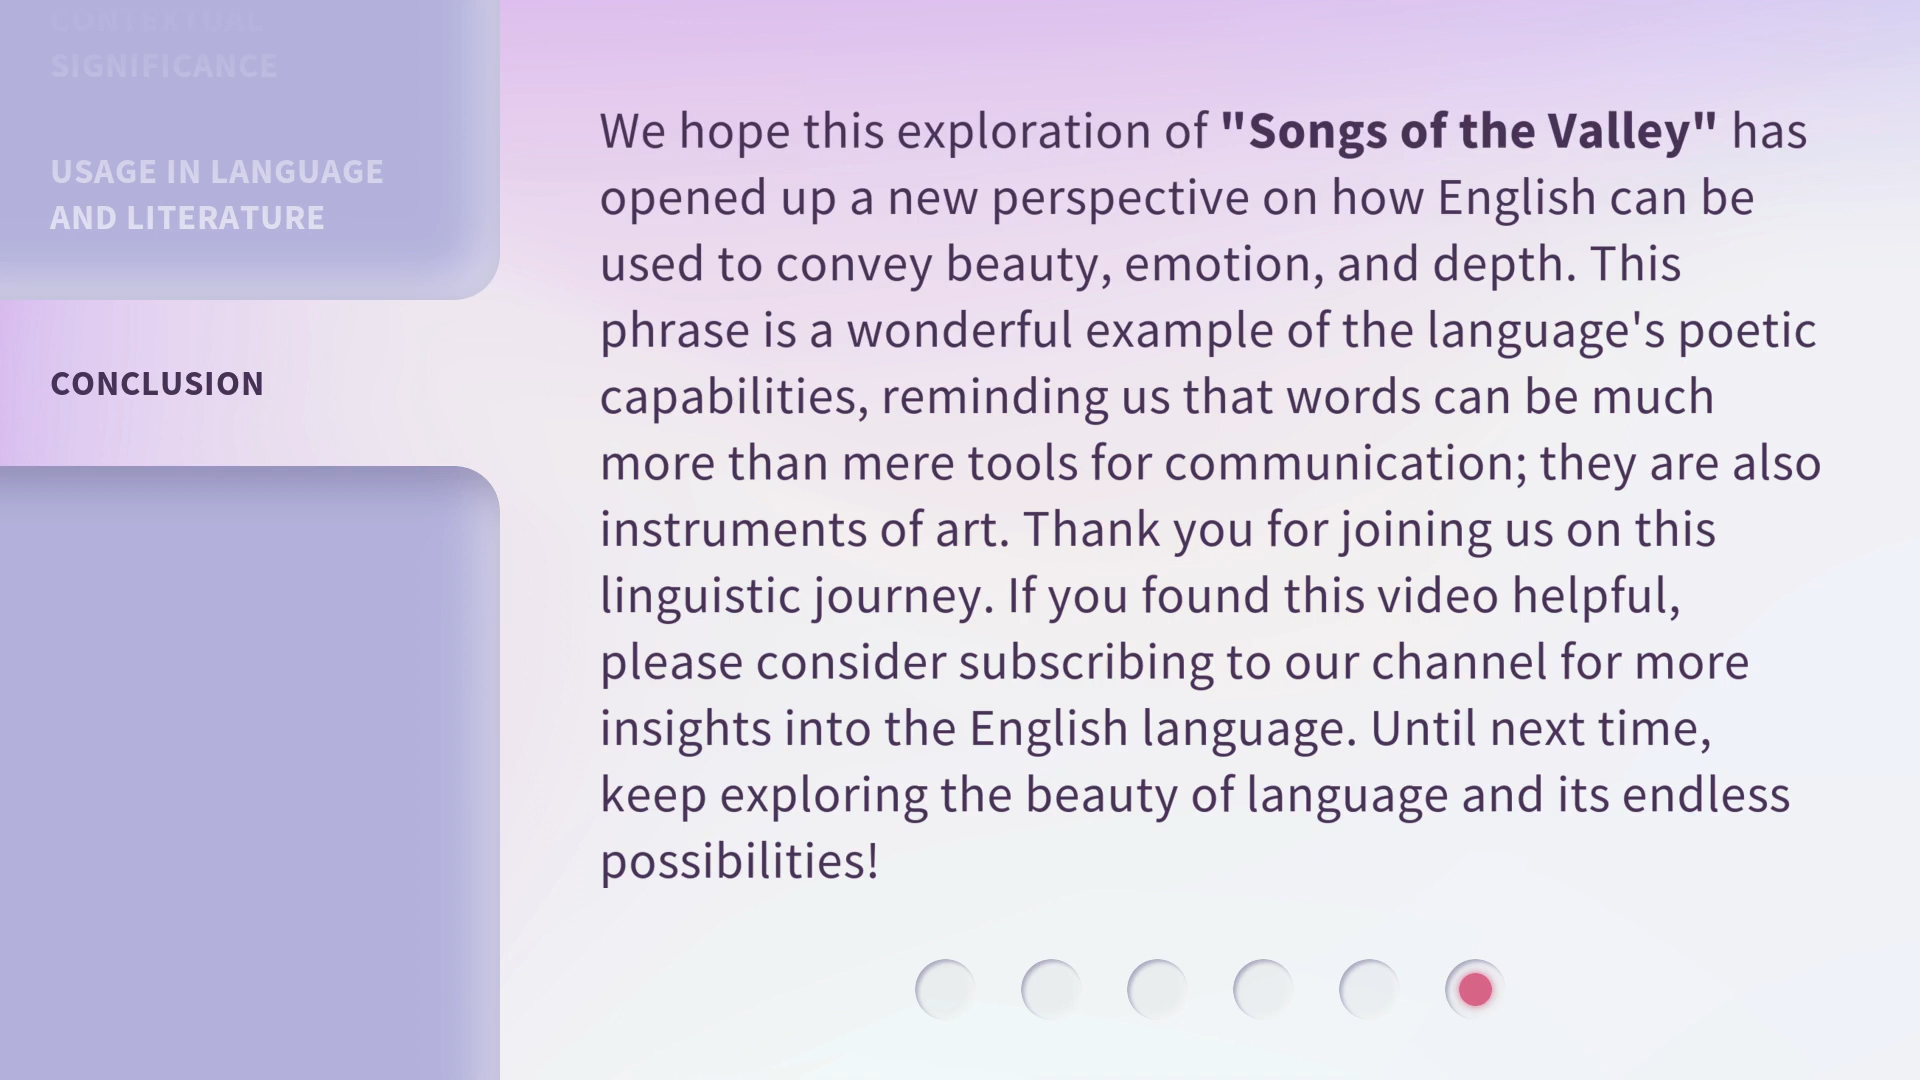 CONTEXTUAL
SIGNIFICANCE
USAGE IN LANGUAGE
AND LITERATURE
CONCLUSION
We hope this exploration of "Songs of the Valley" has
opened up a new perspective on how English can be
used to convey beauty, emotion, and depth. This
phrase is a wonderful example of the language's poetic
capabilities, reminding us that words can be much
more than mere tools for communication; they are also
instruments of art. Thank you for joining us on this
linguistic journey. If you found this video helpful,
please consider subscribing to our channel for more
insights into the English language. Until next time,
keep exploring the beauty of language and its endless
possibilities!